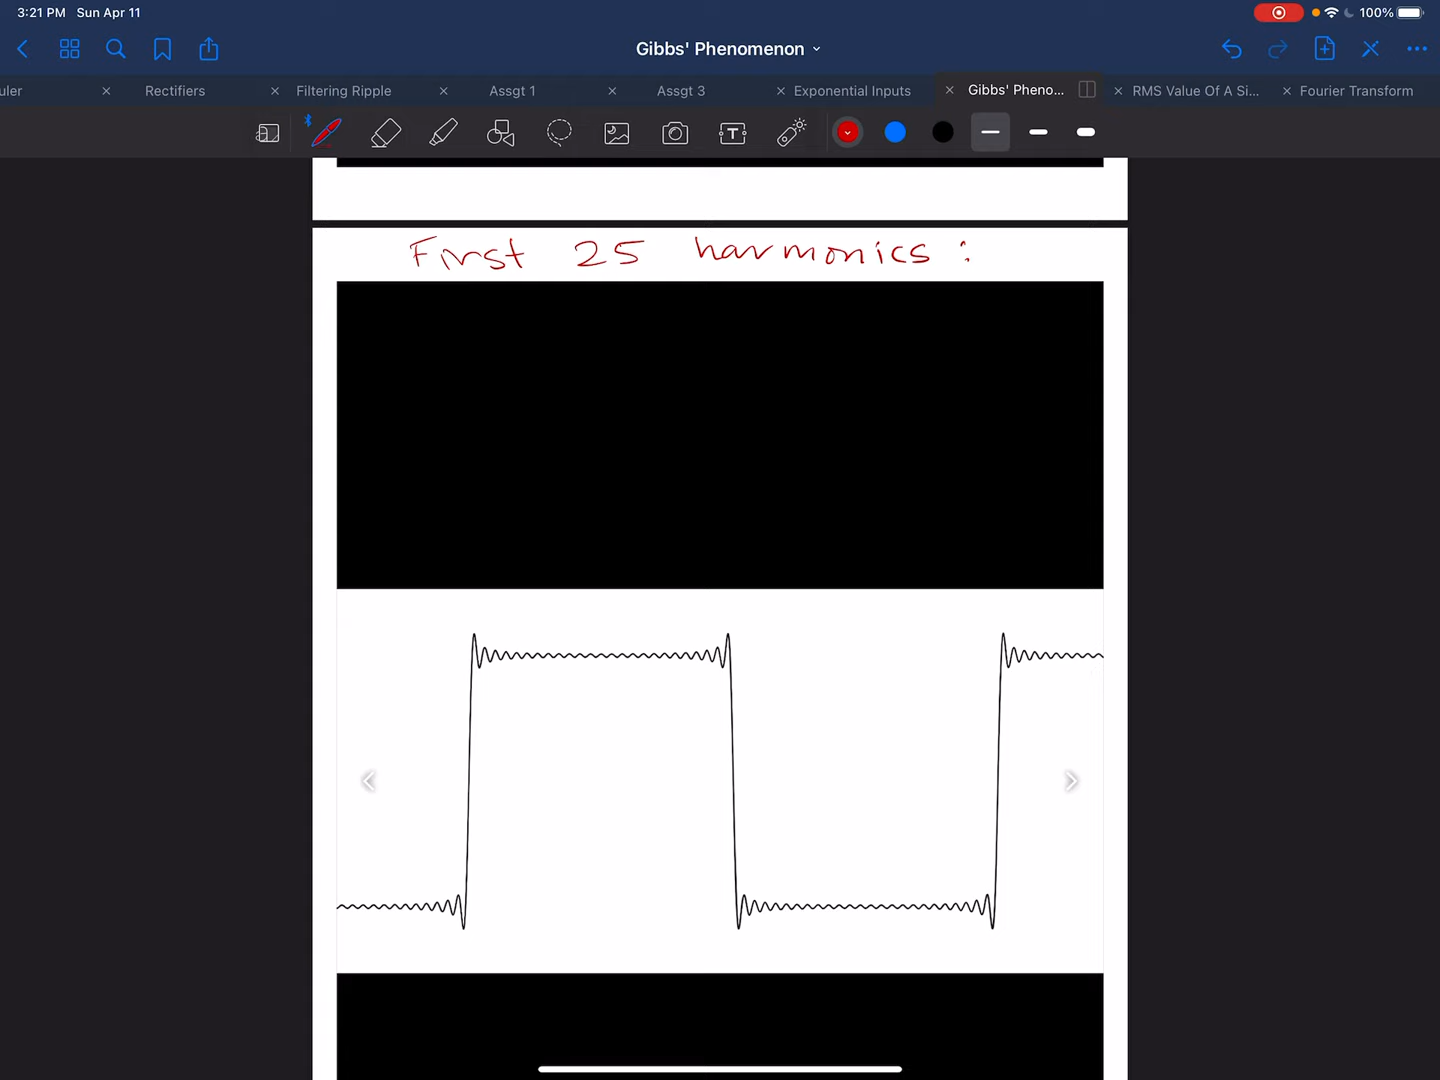 3:21 PM Sun Apr 11
100%
Gibbs' Phenomenon
uler
Rectifiers
Filtering Ripple
Assgt 1
Assgt 3
Exponential Inputs
Gibbs' Pheno...
RMS Value Of A Si...
Fourier Transform
T
First 25 harmonics :